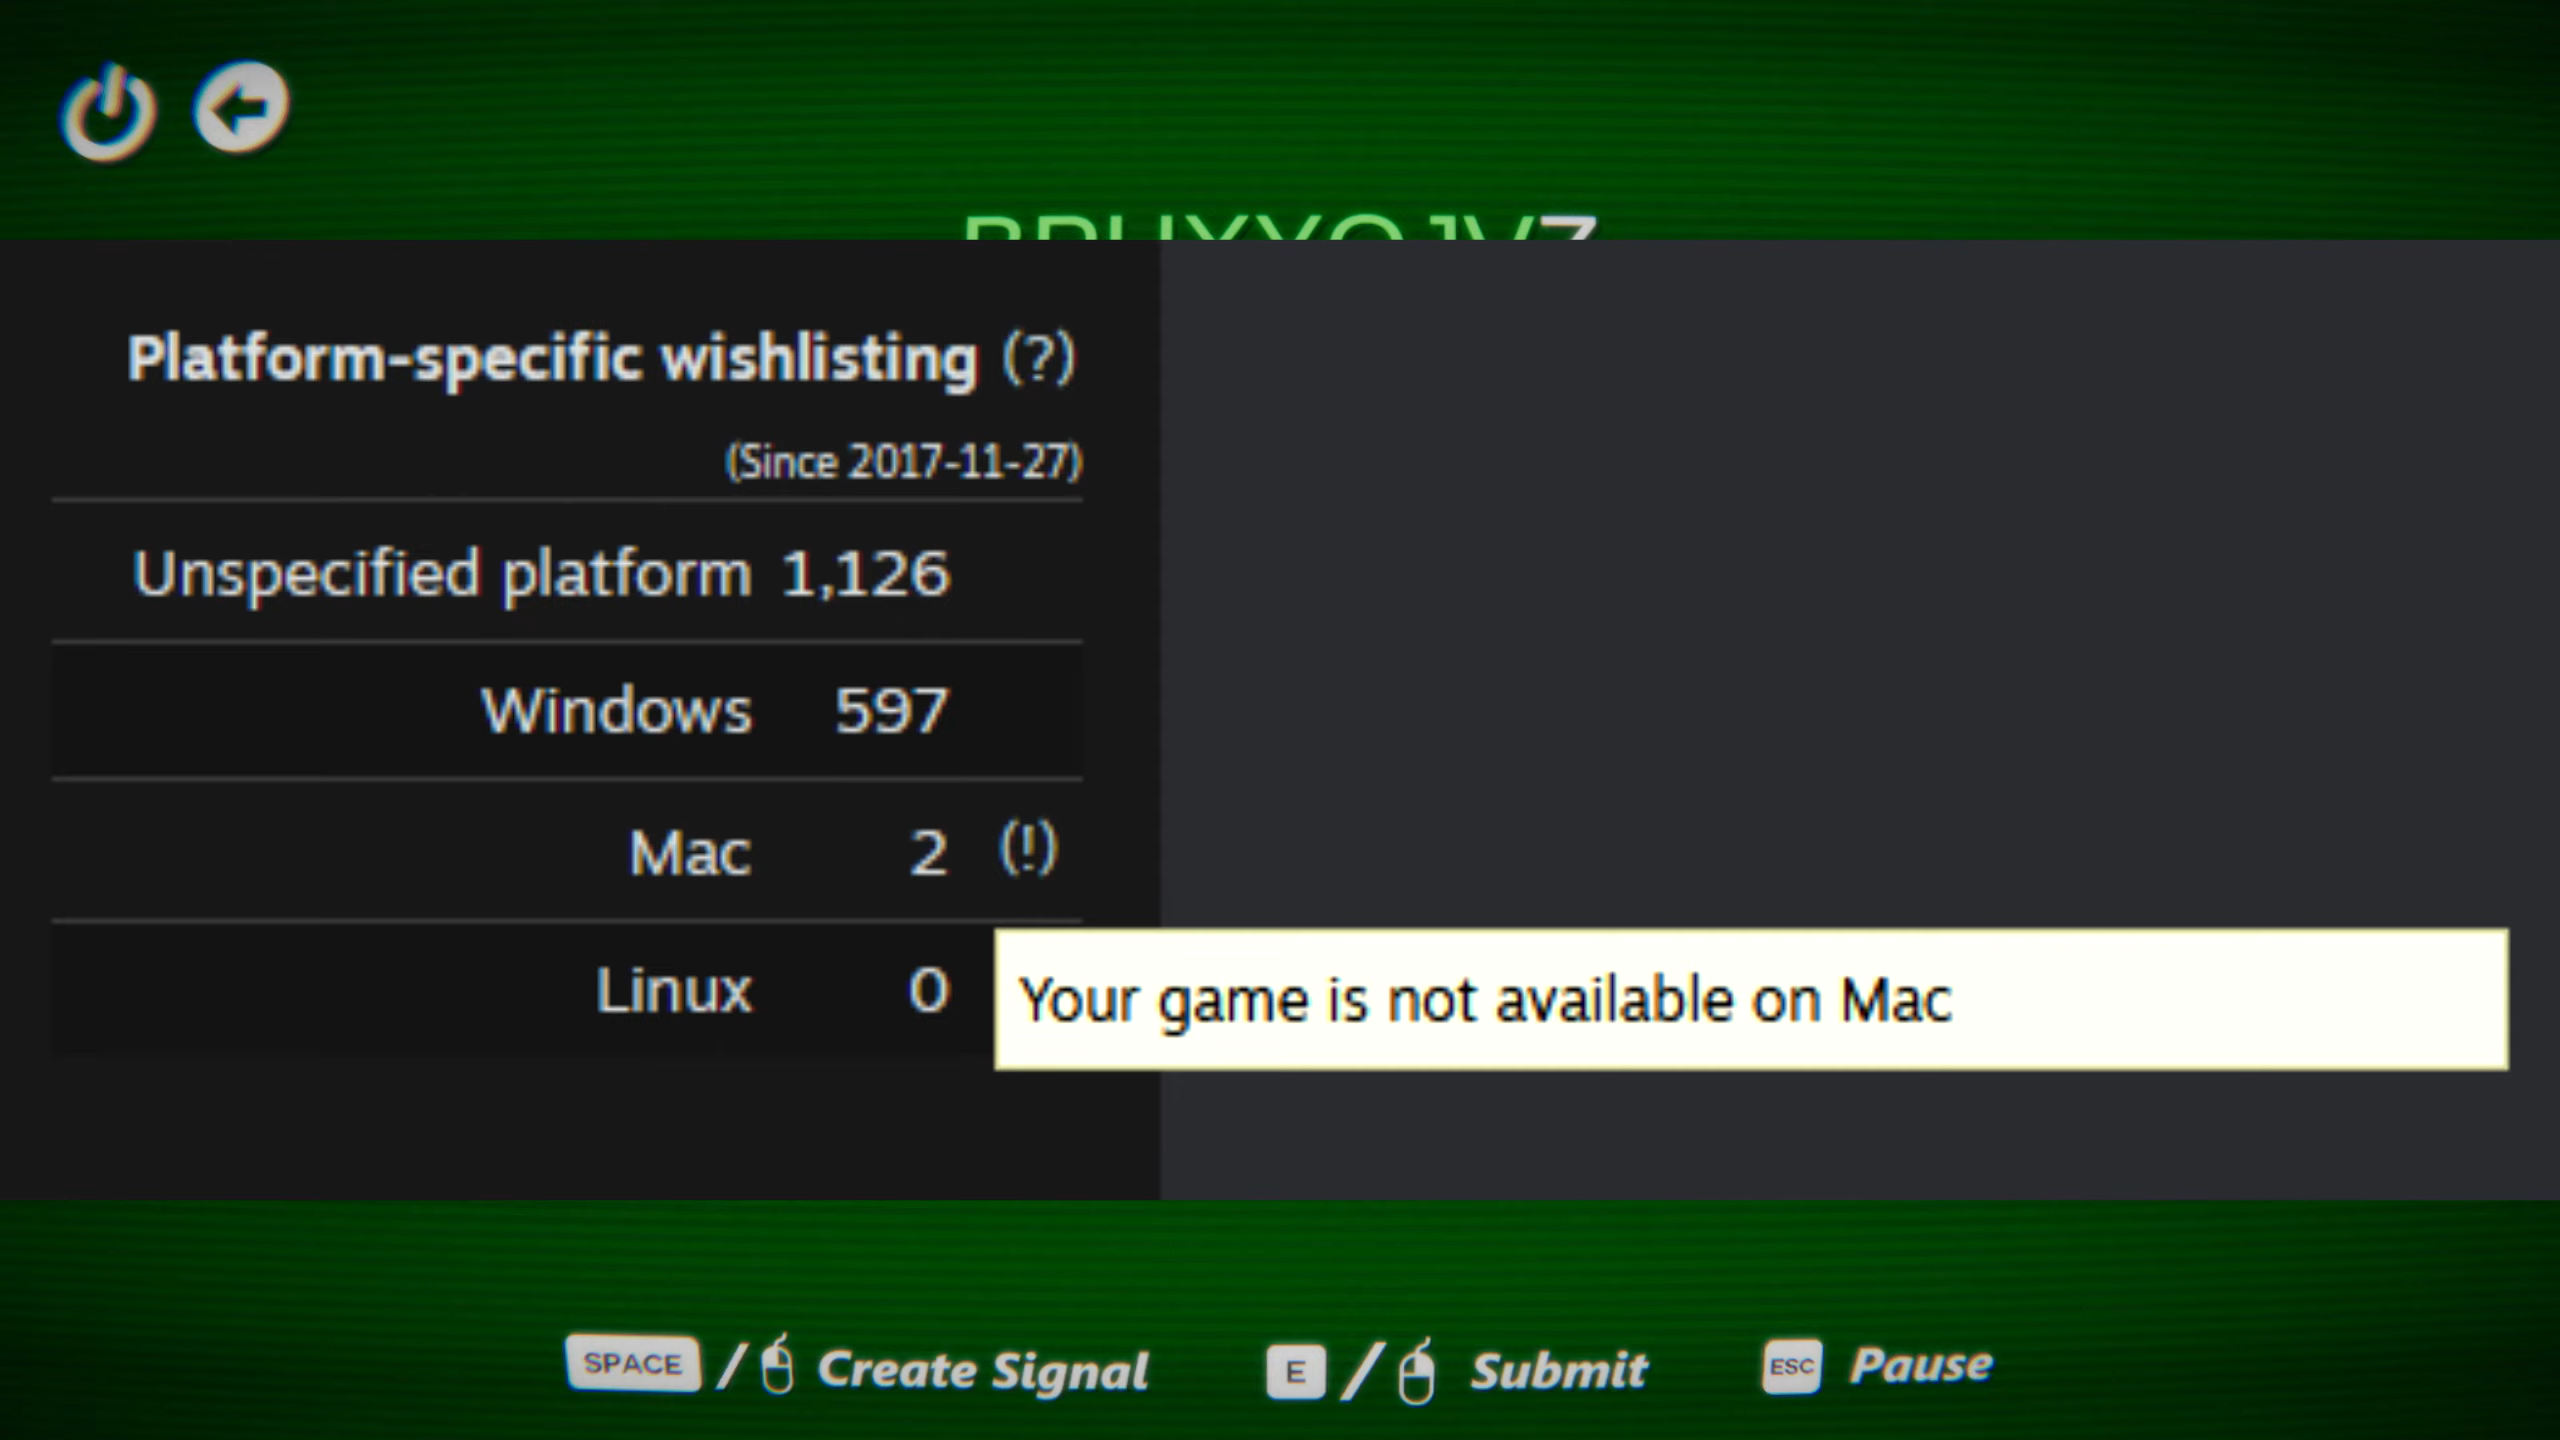 Platform-specific wishlisting (?)
(Since 2017-11-27)
Unspecified platform 1,126
Windows 597
Mac 2 (!)
Linux 0
Your game is not available on Mac
SPACE / Create Signal E / Submit ESC Pause